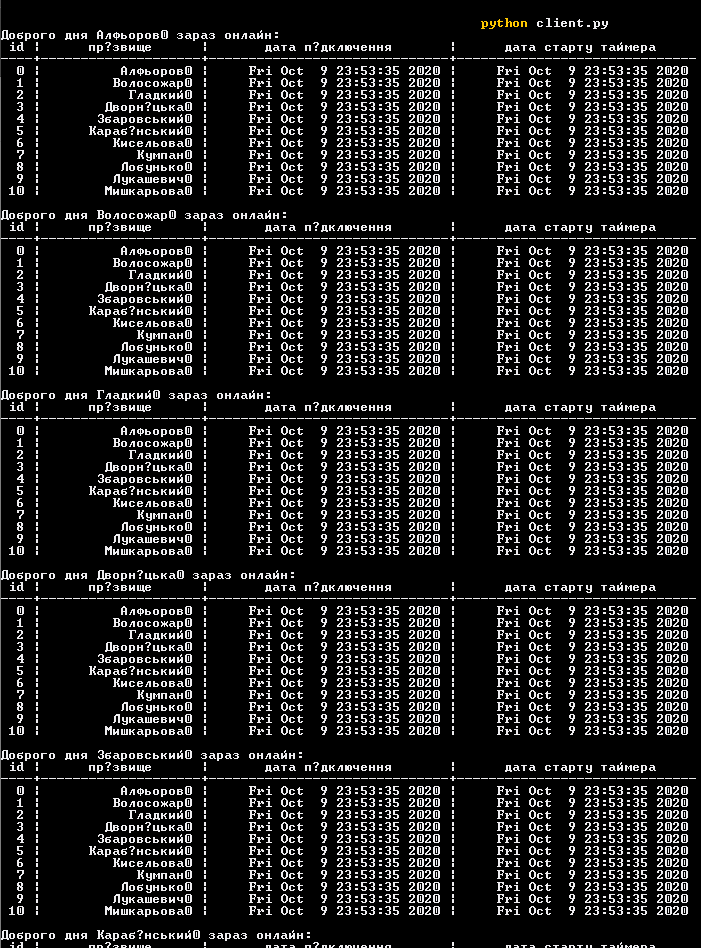 python client.py
Доброго дня Алфьоров0 зараз онлайн:
id ¦ пр?звище ¦ дата п?дключення ¦ дата старту таймера
0 ¦ Алфьоров0 ¦ Fri Oct 9 23:53:35 2020 ¦ Fri Oct 9 23:53:35 2020
1 ¦ Волосожар0 ¦ Fri Oct 9 23:53:35 2020 ¦ Fri Oct 9 23:53:35 2020
2 ¦ Гладкий0 ¦ Fri Oct 9 23:53:35 2020 ¦ Fri Oct 9 23:53:35 2020
3 ¦ Дворн?цька0 ¦ Fri Oct 9 23:53:35 2020 ¦ Fri Oct 9 23:53:35 2020
4 ¦ Збаровський0 ¦ Fri Oct 9 23:53:35 2020 ¦ Fri Oct 9 23:53:35 2020
5 ¦ Караб?нський0 ¦ Fri Oct 9 23:53:35 2020 ¦ Fri Oct 9 23:53:35 2020
6 ¦ Кисельова0 ¦ Fri Oct 9 23:53:35 2020 ¦ Fri Oct 9 23:53:35 2020
7 ¦ Кумпан0 ¦ Fri Oct 9 23:53:35 2020 ¦ Fri Oct 9 23:53:35 2020
8 ¦ Лобунько0 ¦ Fri Oct 9 23:53:35 2020 ¦ Fri Oct 9 23:53:35 2020
9 ¦ Лукашевич0 ¦ Fri Oct 9 23:53:35 2020 ¦ Fri Oct 9 23:53:35 2020
10 ¦ Мишкарьова0 ¦ Fri Oct 9 23:53:35 2020 ¦ Fri Oct 9 23:53:35 2020
Доброго дня Волосожар0 зараз онлайн:
id ¦ пр?звище ¦ дата п?дключення ¦ дата старту таймера
0 ¦ Алфьоров0 ¦ Fri Oct 9 23:53:35 2020 ¦ Fri Oct 9 23:53:35 2020
1 ¦ Волосожар0 ¦ Fri Oct 9 23:53:35 2020 ¦ Fri Oct 9 23:53:35 2020
2 ¦ Гладкий0 ¦ Fri Oct 9 23:53:35 2020 ¦ Fri Oct 9 23:53:35 2020
3 ¦ Дворн?цька0 ¦ Fri Oct 9 23:53:35 2020 ¦ Fri Oct 9 23:53:35 2020
4 ¦ Збаровський0 ¦ Fri Oct 9 23:53:35 2020 ¦ Fri Oct 9 23:53:35 2020
5 ¦ Караб?нський0 ¦ Fri Oct 9 23:53:35 2020 ¦ Fri Oct 9 23:53:35 2020
6 ¦ Кисельова0 ¦ Fri Oct 9 23:53:35 2020 ¦ Fri Oct 9 23:53:35 2020
7 ¦ Кумпан0 ¦ Fri Oct 9 23:53:35 2020 ¦ Fri Oct 9 23:53:35 2020
8 ¦ Лобунько0 ¦ Fri Oct 9 23:53:35 2020 ¦ Fri Oct 9 23:53:35 2020
9 ¦ Лукашевич0 ¦ Fri Oct 9 23:53:35 2020 ¦ Fri Oct 9 23:53:35 2020
10 ¦ Мишкарьова0 ¦ Fri Oct 9 23:53:35 2020 ¦ Fri Oct 9 23:53:35 2020
Доброго дня Гладкий0 зараз онлайн:
id ¦ пр?звище ¦ дата п?дключення ¦ дата старту таймера
0 ¦ Алфьоров0 ¦ Fri Oct 9 23:53:35 2020 ¦ Fri Oct 9 23:53:35 2020
1 ¦ Волосожар0 ¦ Fri Oct 9 23:53:35 2020 ¦ Fri Oct 9 23:53:35 2020
2 ¦ Гладкий0 ¦ Fri Oct 9 23:53:35 2020 ¦ Fri Oct 9 23:53:35 2020
3 ¦ Дворн?цька0 ¦ Fri Oct 9 23:53:35 2020 ¦ Fri Oct 9 23:53:35 2020
4 ¦ Збаровський0 ¦ Fri Oct 9 23:53:35 2020 ¦ Fri Oct 9 23:53:35 2020
5 ¦ Караб?нський0 ¦ Fri Oct 9 23:53:35 2020 ¦ Fri Oct 9 23:53:35 2020
6 ¦ Кисельова0 ¦ Fri Oct 9 23:53:35 2020 ¦ Fri Oct 9 23:53:35 2020
7 ¦ Кумпан0 ¦ Fri Oct 9 23:53:35 2020 ¦ Fri Oct 9 23:53:35 2020
8 ¦ Лобунько0 ¦ Fri Oct 9 23:53:35 2020 ¦ Fri Oct 9 23:53:35 2020
9 ¦ Лукашевич0 ¦ Fri Oct 9 23:53:35 2020 ¦ Fri Oct 9 23:53:35 2020
10 ¦ Мишкарьова0 ¦ Fri Oct 9 23:53:35 2020 ¦ Fri Oct 9 23:53:35 2020
Доброго дня Дворн?цька0 зараз онлайн:
id ¦ пр?звище ¦ дата п?дключення ¦ дата старту таймера
0 ¦ Алфьоров0 ¦ Fri Oct 9 23:53:35 2020 ¦ Fri Oct 9 23:53:35 2020
1 ¦ Волосожар0 ¦ Fri Oct 9 23:53:35 2020 ¦ Fri Oct 9 23:53:35 2020
2 ¦ Гладкий0 ¦ Fri Oct 9 23:53:35 2020 ¦ Fri Oct 9 23:53:35 2020
3 ¦ Дворн?цька0 ¦ Fri Oct 9 23:53:35 2020 ¦ Fri Oct 9 23:53:35 2020
4 ¦ Збаровський0 ¦ Fri Oct 9 23:53:35 2020 ¦ Fri Oct 9 23:53:35 2020
5 ¦ Караб?нський0 ¦ Fri Oct 9 23:53:35 2020 ¦ Fri Oct 9 23:53:35 2020
6 ¦ Кисельова0 ¦ Fri Oct 9 23:53:35 2020 ¦ Fri Oct 9 23:53:35 2020
7 ¦ Кумпан0 ¦ Fri Oct 9 23:53:35 2020 ¦ Fri Oct 9 23:53:35 2020
8 ¦ Лобунько0 ¦ Fri Oct 9 23:53:35 2020 ¦ Fri Oct 9 23:53:35 2020
9 ¦ Лукашевич0 ¦ Fri Oct 9 23:53:35 2020 ¦ Fri Oct 9 23:53:35 2020
10 ¦ Мишкарьова0 ¦ Fri Oct 9 23:53:35 2020 ¦ Fri Oct 9 23:53:35 2020
Доброго дня Збаровський0 зараз онлайн:
id ¦ пр?звище ¦ дата п?дключення ¦ дата старту таймера
0 ¦ Алфьоров0 ¦ Fri Oct 9 23:53:35 2020 ¦ Fri Oct 9 23:53:35 2020
1 ¦ Волосожар0 ¦ Fri Oct 9 23:53:35 2020 ¦ Fri Oct 9 23:53:35 2020
2 ¦ Гладкий0 ¦ Fri Oct 9 23:53:35 2020 ¦ Fri Oct 9 23:53:35 2020
3 ¦ Дворн?цька0 ¦ Fri Oct 9 23:53:35 2020 ¦ Fri Oct 9 23:53:35 2020
4 ¦ Збаровський0 ¦ Fri Oct 9 23:53:35 2020 ¦ Fri Oct 9 23:53:35 2020
5 ¦ Караб?нський0 ¦ Fri Oct 9 23:53:35 2020 ¦ Fri Oct 9 23:53:35 2020
6 ¦ Кисельова0 ¦ Fri Oct 9 23:53:35 2020 ¦ Fri Oct 9 23:53:35 2020
7 ¦ Кумпан0 ¦ Fri Oct 9 23:53:35 2020 ¦ Fri Oct 9 23:53:35 2020
8 ¦ Лобунько0 ¦ Fri Oct 9 23:53:35 2020 ¦ Fri Oct 9 23:53:35 2020
9 ¦ Лукашевич0 ¦ Fri Oct 9 23:53:35 2020 ¦ Fri Oct 9 23:53:35 2020
10 ¦ Мишкарьова0 ¦ Fri Oct 9 23:53:35 2020 ¦ Fri Oct 9 23:53:35 2020
Доброго дня Караб?нський0 зараз онлайн:
id ¦ пр?звище ¦ дата п?дключення ¦ дата старту таймера